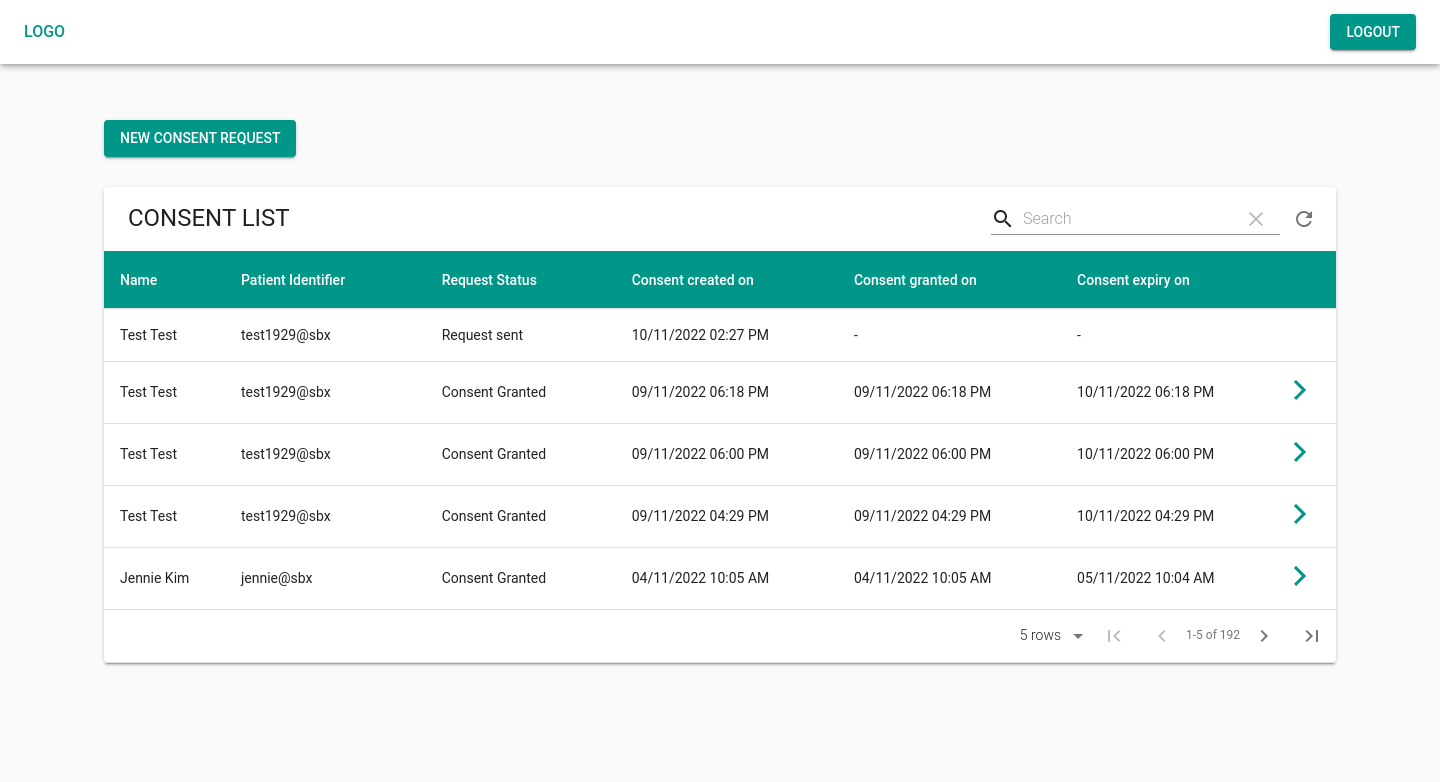 LOGO
LOGOUT
NEW CONSENT REQUEST
CONSENT LIST
Search
Name Patient Identifier Request Status Consent created on Consent granted on Consent expiry on
Test Test test1929@sbx Request sent 10/11/2022 02:27 PM - -
Test Test test1929@sbx Consent Granted 09/11/2022 06:18 PM 09/11/2022 06:18 PM 10/11/2022 06:18 PM
Test Test test1929@sbx Consent Granted 09/11/2022 06:00 PM 09/11/2022 06:00 PM 10/11/2022 06:00 PM
Test Test test1929@sbx Consent Granted 09/11/2022 04:29 PM 09/11/2022 04:29 PM 10/11/2022 04:29 PM
Jennie Kim jennie@sbx Consent Granted 04/11/2022 10:05 AM 04/11/2022 10:05 AM 05/11/2022 10:04 AM
5 rows 1-5 of 192